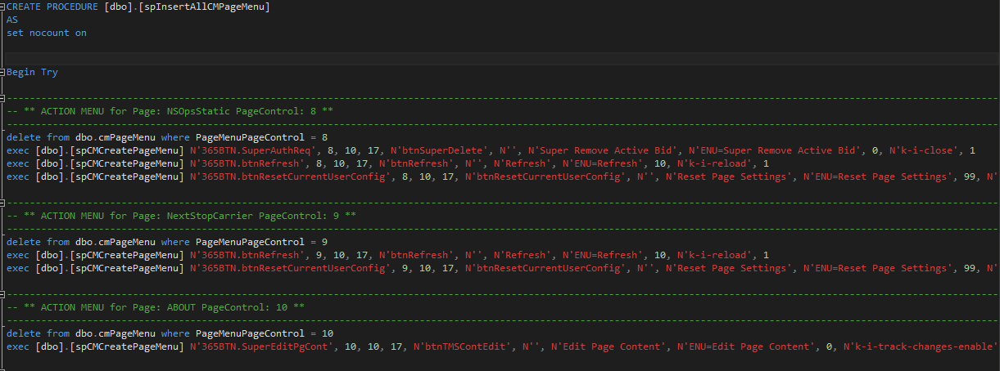 CREATE PROCEDURE [dbo].[spInsertAllCMPageMenu]
AS
set nocount on
Begin Try
--------------------------------------------------------------------------------
-- ** ACTION MENU for Page: NSOpsStatic PageControl: 8 **
--------------------------------------------------------------------------------
delete from dbo.cmPageMenu where PageMenuPageControl = 8
exec [dbo].[spCMCreatePageMenu] N'365BTN.SuperAuthReq', 8, 10, 17, N'btnSuperDelete', N'', N'Super Remove Active Bid', N'ENU=Super Remove Active Bid', 0, N'k-i-close', 1
exec [dbo].[spCMCreatePageMenu] N'365BTN.btnRefresh', 8, 10, 17, N'btnRefresh', N'', N'Refresh', N'ENU=Refresh', 10, N'k-i-reload', 1
exec [dbo].[spCMCreatePageMenu] N'365BTN.btnResetCurrentUserConfig', 8, 10, 17, N'btnResetCurrentUserConfig', N'', N'Reset Page Settings', N'ENU=Reset Page Settings', 99, N'
--------------------------------------------------------------------------------
-- ** ACTION MENU for Page: NextStopCarrier PageControl: 9 **
--------------------------------------------------------------------------------
delete from dbo.cmPageMenu where PageMenuPageControl = 9
exec [dbo].[spCMCreatePageMenu] N'365BTN.btnRefresh', 9, 10, 17, N'btnRefresh', N'', N'Refresh', N'ENU=Refresh', 10, N'k-i-reload', 1
exec [dbo].[spCMCreatePageMenu] N'365BTN.btnResetCurrentUserConfig', 9, 10, 17, N'btnResetCurrentUserConfig', N'', N'Reset Page Settings', N'ENU=Reset Page Settings', 99, N'
--------------------------------------------------------------------------------
-- ** ACTION MENU for Page: ABOUT PageControl: 10 **
--------------------------------------------------------------------------------
delete from dbo.cmPageMenu where PageMenuPageControl = 10
exec [dbo].[spCMCreatePageMenu] N'365BTN.SuperEditPgCont', 10, 10, 17, N'btnTMSContEdit', N'', N'Edit Page Content', N'ENU=Edit Page Content', 0, N'k-i-track-changes-enable'